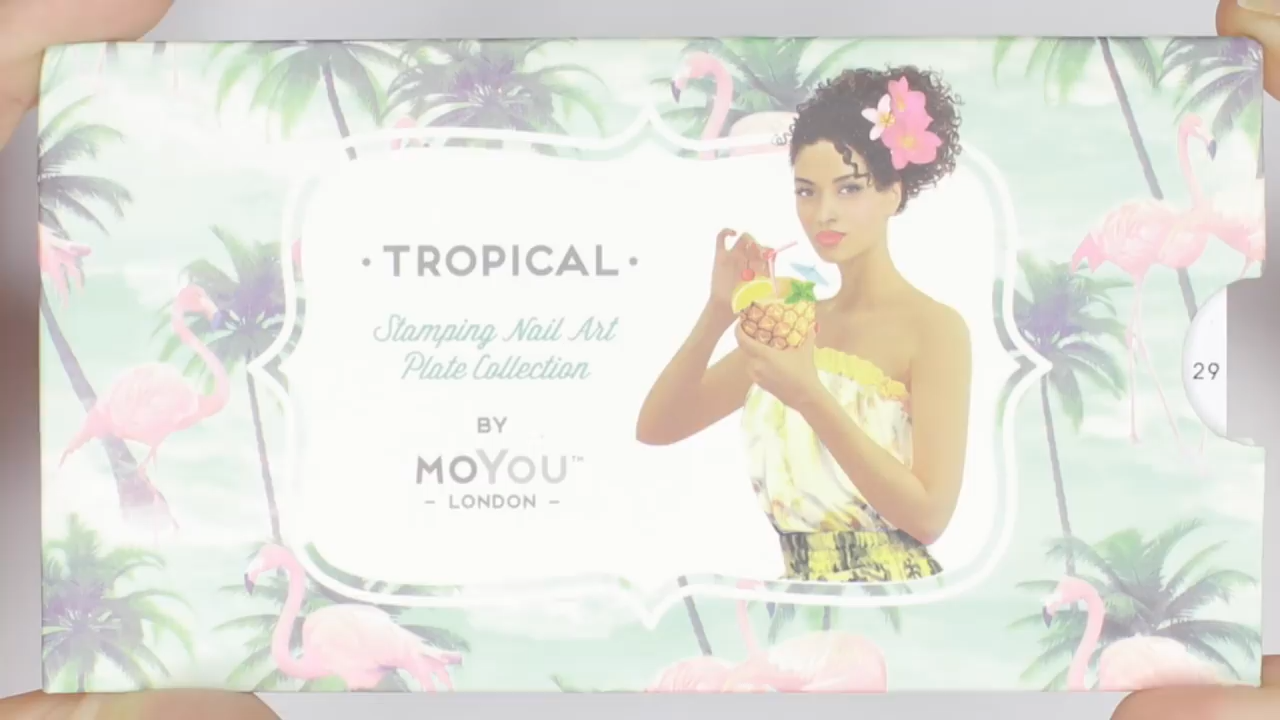 · TROPICAL ·
Stamping Nail Art
Plate Collection
BY
MOYOU™
– LONDON –
29